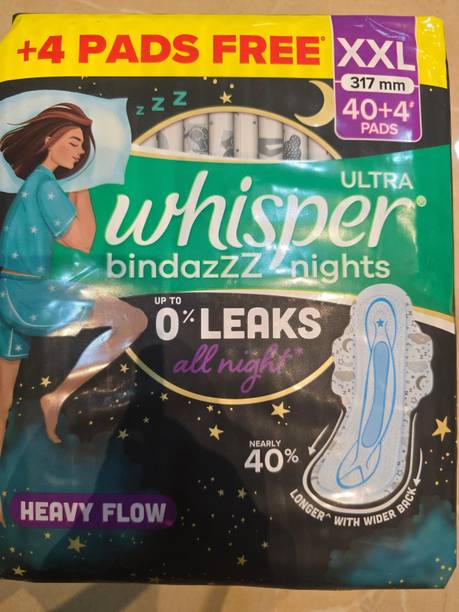 +4 PADS FREE°
XXL
317 mm
40+4#
PADS
z z z
ULTRA
whisper®
bindazZZ nights
UP TO
0% LEAKS
all night*
NEARLY
40%
LONGER^ WITH WIDER BACK
HEAVY FLOW